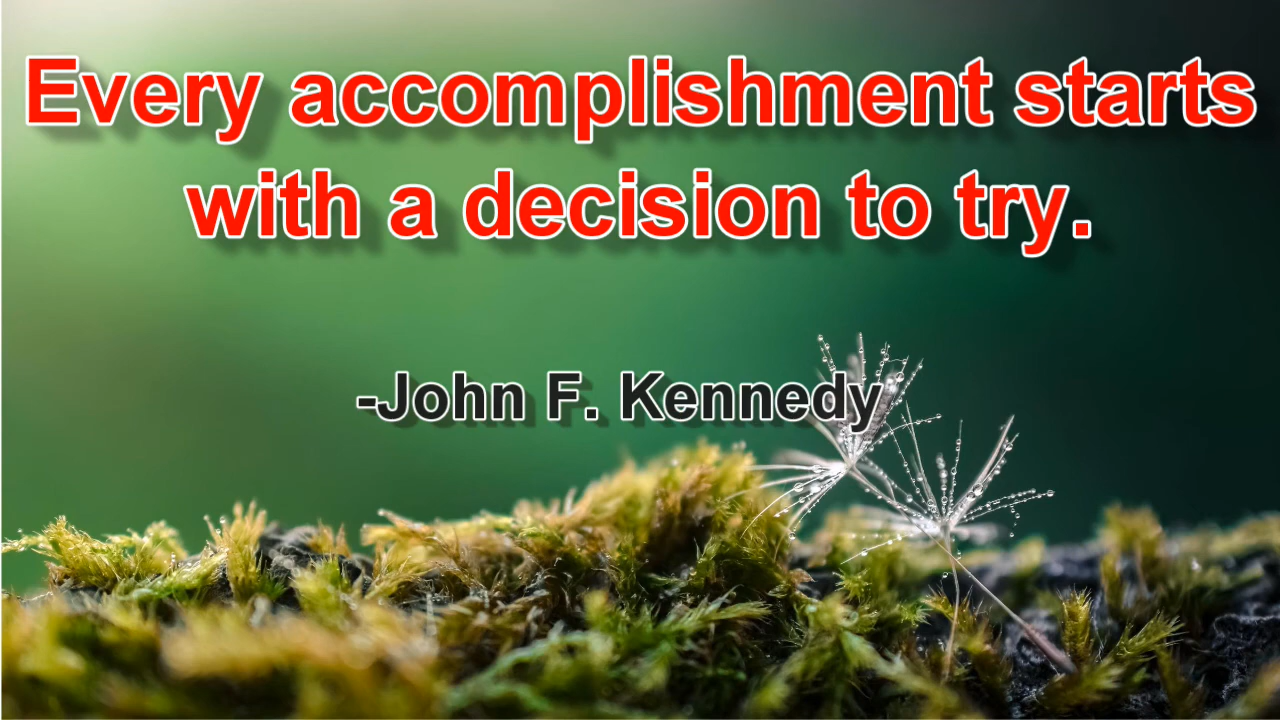 Every accomplishment starts
with a decision to try.
-John F. Kennedy